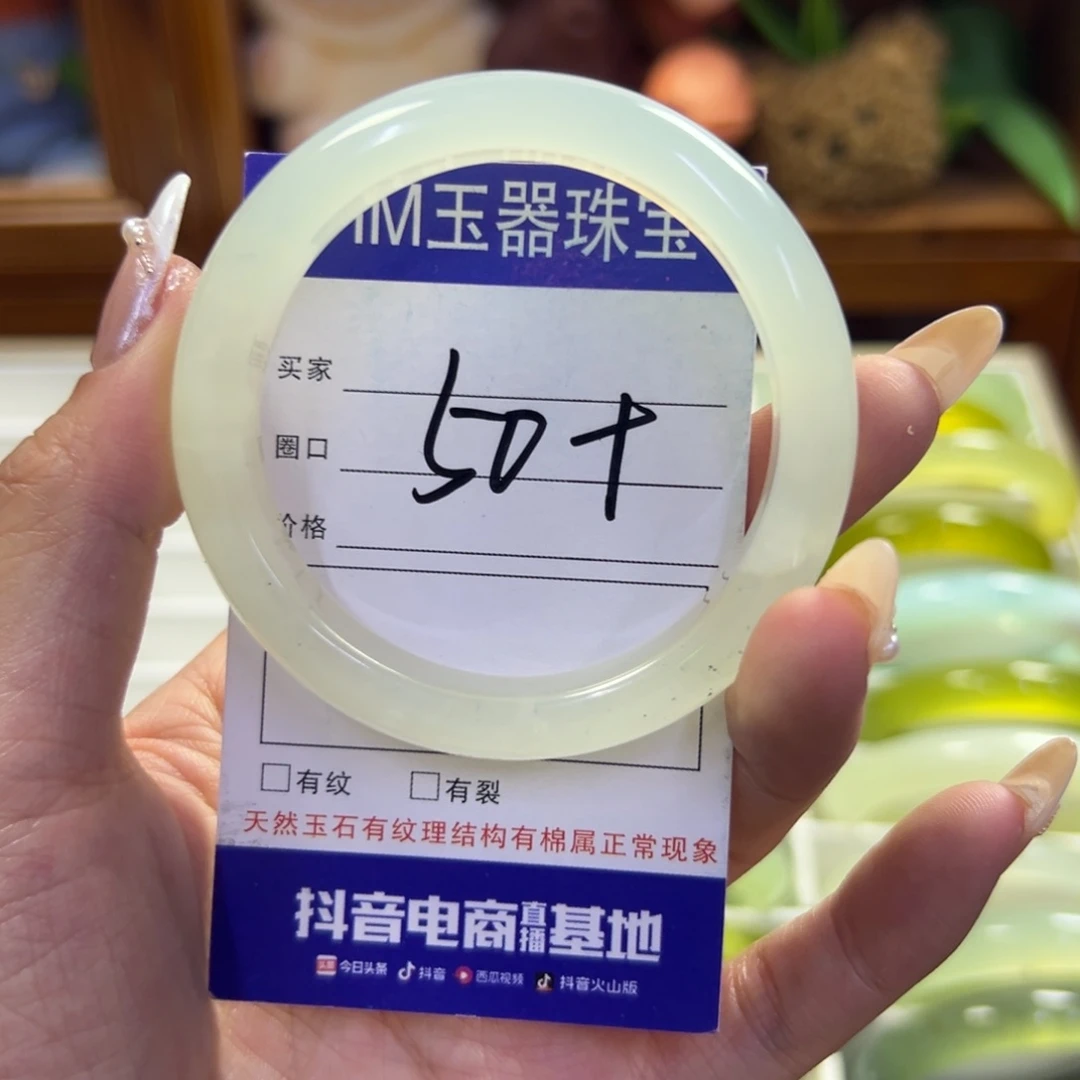 IM玉器珠宝
买家
圈口
50+
价格
有纹
有裂
天然玉石有纹理结构有棉属正常现象
抖音电商直播基地
头条 今日头条 抖音 西瓜视频 抖音火山版